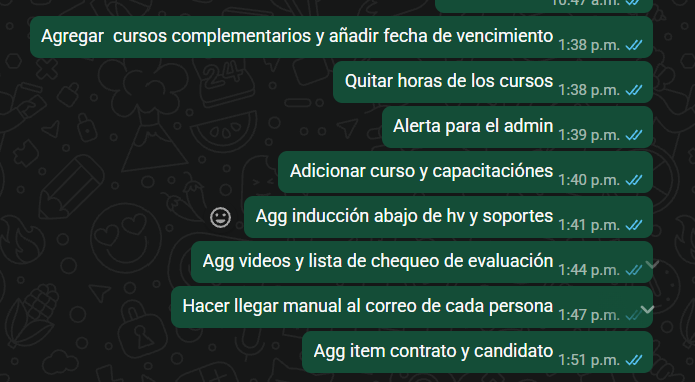 10:47 a.m.
Agregar cursos complementarios y añadir fecha de vencimiento 1:38 p.m.
Quitar horas de los cursos 1:38 p.m.
Alerta para el admin 1:39 p.m.
Adicionar curso y capacitaciónes 1:40 p.m.
Agg inducción abajo de hv y soportes 1:41 p.m.
Agg videos y lista de chequeo de evaluación 1:44 p.m.
Hacer llegar manual al correo de cada persona 1:47 p.m.
Agg item contrato y candidato 1:51 p.m.